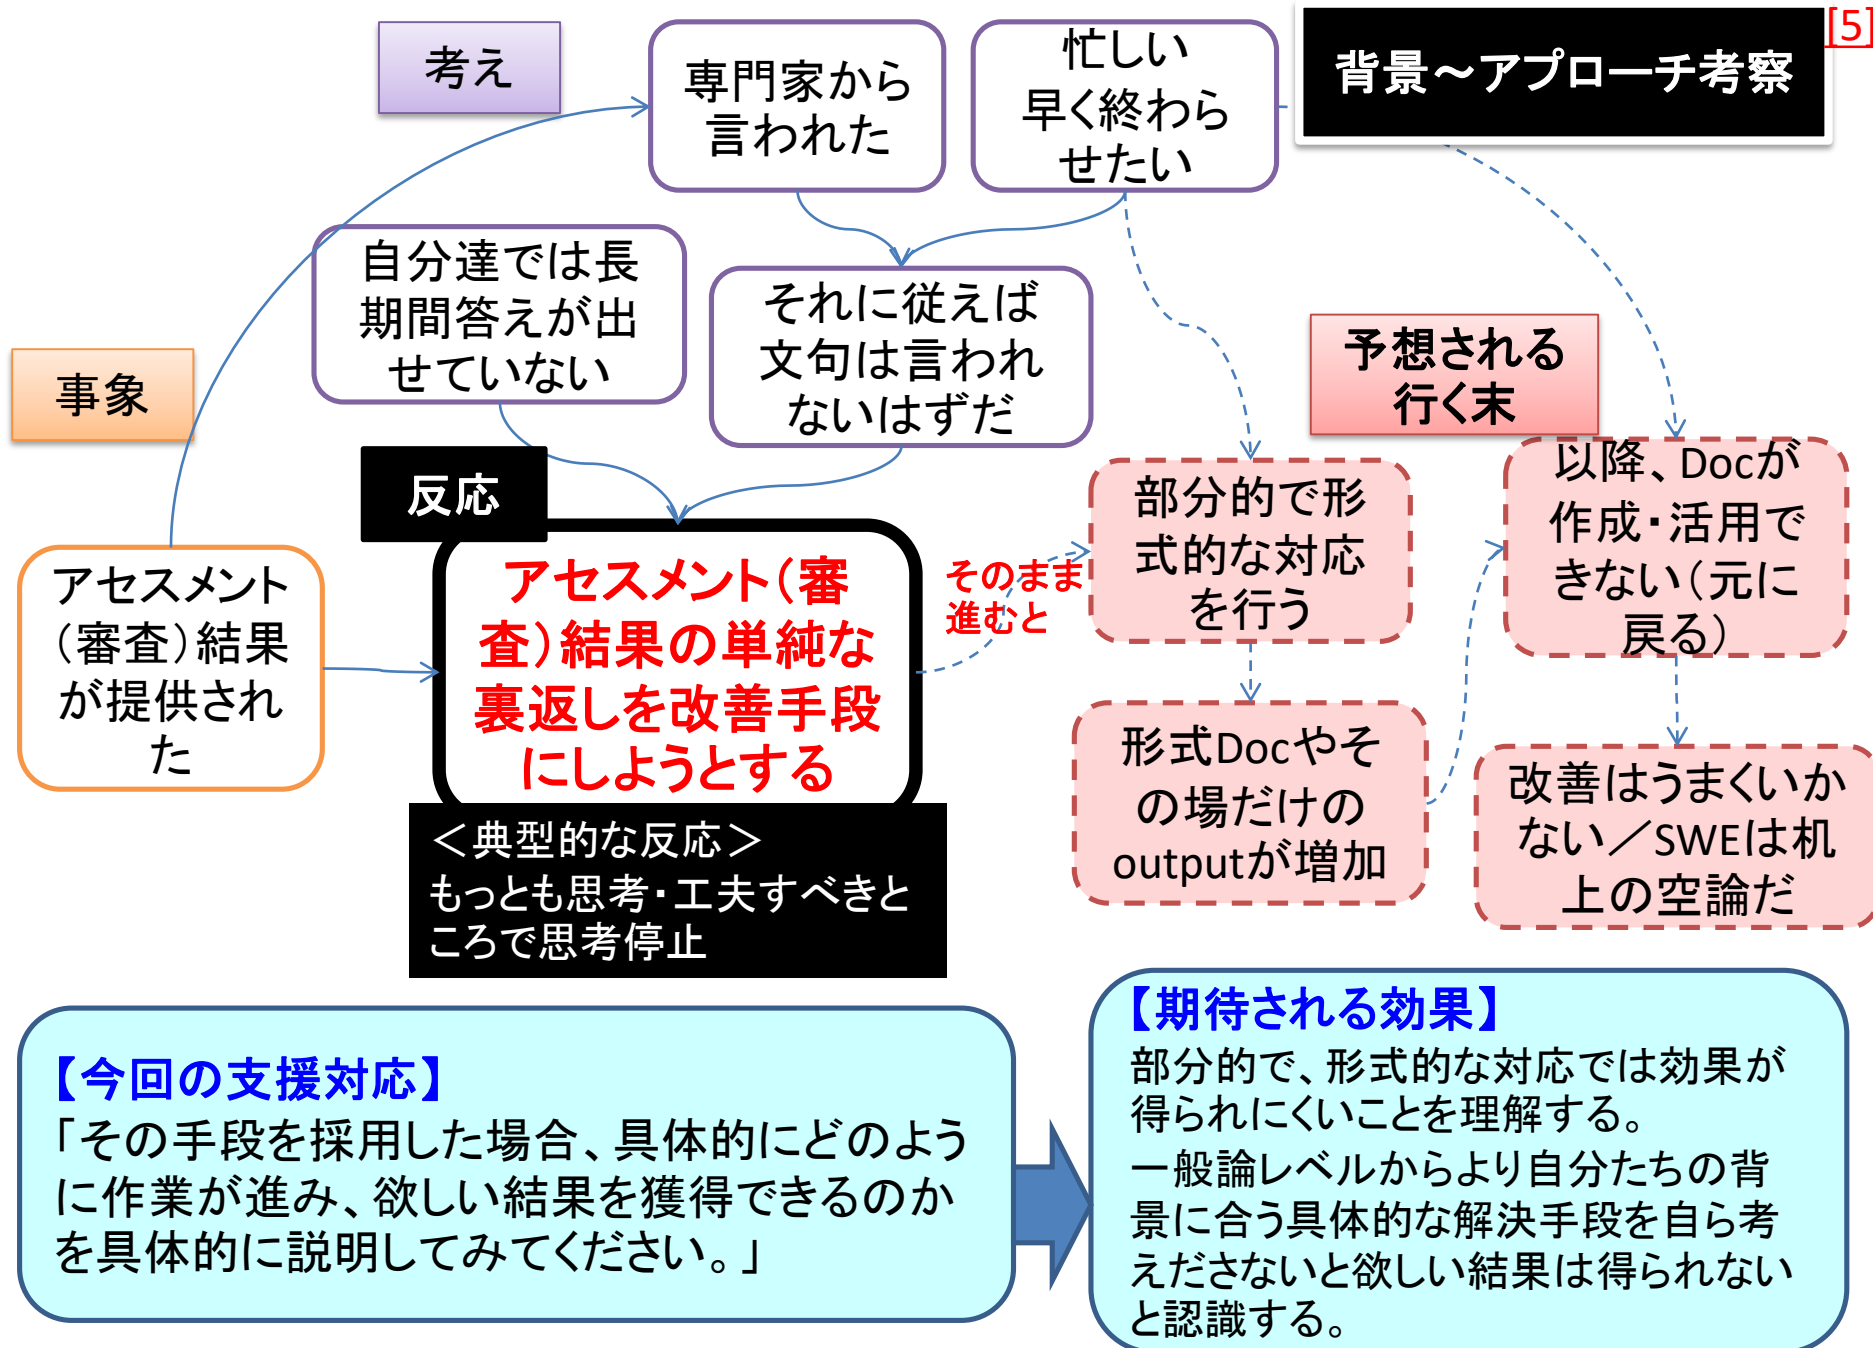 [5]
背景～アプローチ考察
考え
専門家から
言われた
忙しい
早く終わら
せたい
自分達では長
期間答えが出
せていない
それに従えば
文句は言われ
ないはずだ
予想される
行く末
事象
反応
アセスメント
（審査）結果
が提供され
た
アセスメント（審
査）結果の単純な
裏返しを改善手段
にしようとする
そのまま
進むと
部分的で形
式的な対応
を行う
以降、Docが
作成・活用で
きない（元に
戻る）
形式Docやそ
の場だけの
outputが増加
改善はうまくいか
ない／SWEは机
上の空論だ
＜典型的な反応＞
もっとも思考・工夫すべきと
ころで思考停止
【今回の支援対応】
「その手段を採用した場合、具体的にどのよう
に作業が進み、欲しい結果を獲得できるのか
を具体的に説明してみてください。」
【期待される効果】
部分的で、形式的な対応では効果が
得られにくいことを理解する。
一般論レベルからより自分たちの背
景に合う具体的な解決手段を自ら考
えださないと欲しい結果は得られない
と認識する。